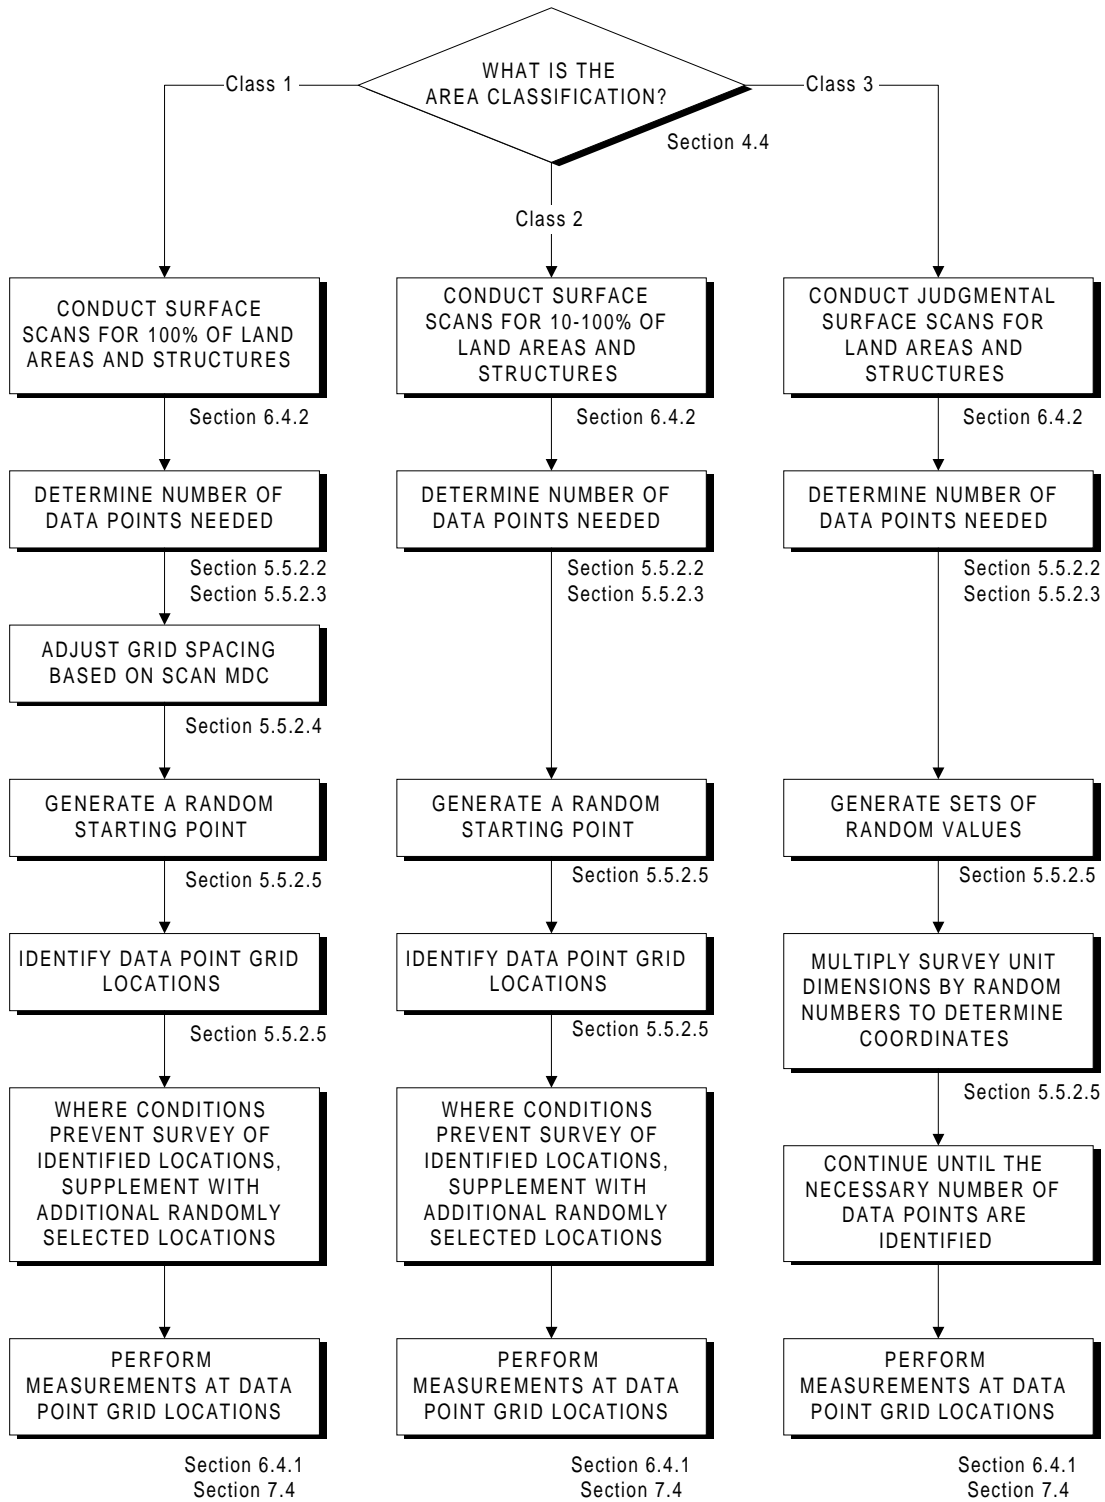 WHAT IS THE
AREA CLASSIFICATION?
Class 1
Class 3
Section 4.4
Class 2
CONDUCT SURFACE
SCANS FOR 100% OF LAND
AREAS AND STRUCTURES
Section 6.4.2
DETERMINE NUMBER OF
DATA POINTS NEEDED
Section 5.5.2.2
Section 5.5.2.3
ADJUST GRID SPACING
BASED ON SCAN MDC
Section 5.5.2.4
GENERATE A RANDOM
STARTING POINT
Section 5.5.2.5
IDENTIFY DATA POINT GRID
LOCATIONS
Section 5.5.2.5
WHERE CONDITIONS
PREVENT SURVEY OF
IDENTIFIED LOCATIONS,
SUPPLEMENT WITH
ADDITIONAL RANDOMLY
SELECTED LOCATIONS
PERFORM
MEASUREMENTS AT DATA
POINT GRID LOCATIONS
Section 6.4.1
Section 7.4
CONDUCT SURFACE
SCANS FOR 10-100% OF
LAND AREAS AND
STRUCTURES
Section 6.4.2
DETERMINE NUMBER OF
DATA POINTS NEEDED
Section 5.5.2.2
Section 5.5.2.3
GENERATE A RANDOM
STARTING POINT
Section 5.5.2.5
IDENTIFY DATA POINT GRID
LOCATIONS
Section 5.5.2.5
WHERE CONDITIONS
PREVENT SURVEY OF
IDENTIFIED LOCATIONS,
SUPPLEMENT WITH
ADDITIONAL RANDOMLY
SELECTED LOCATIONS
PERFORM
MEASUREMENTS AT DATA
POINT GRID LOCATIONS
Section 6.4.1
Section 7.4
CONDUCT JUDGMENTAL
SURFACE SCANS FOR
LAND AREAS AND
STRUCTURES
Section 6.4.2
DETERMINE NUMBER OF
DATA POINTS NEEDED
Section 5.5.2.2
Section 5.5.2.3
GENERATE SETS OF
RANDOM VALUES
Section 5.5.2.5
MULTIPLY SURVEY UNIT
DIMENSIONS BY RANDOM
NUMBERS TO DETERMINE
COORDINATES
Section 5.5.2.5
CONTINUE UNTIL THE
NECESSARY NUMBER OF
DATA POINTS ARE
IDENTIFIED
PERFORM
MEASUREMENTS AT DATA
POINT GRID LOCATIONS
Section 6.4.1
Section 7.4